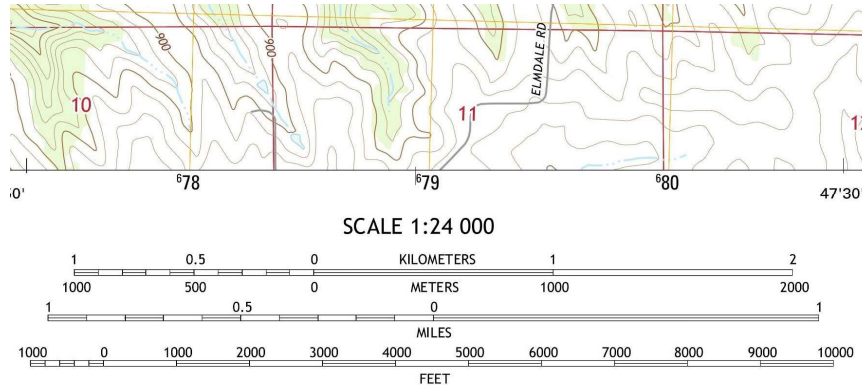 900
900
ELMDALE RD
10
11
⁶78
⁶79
⁶80
47'30
SCALE 1:24 000
1 0.5 0 KILOMETERS 1 2
1000 500 0 METERS 1000 2000
1 0.5 0 1
MILES
1000 0 1000 2000 3000 4000 5000 6000 7000 8000 9000 10000
FEET